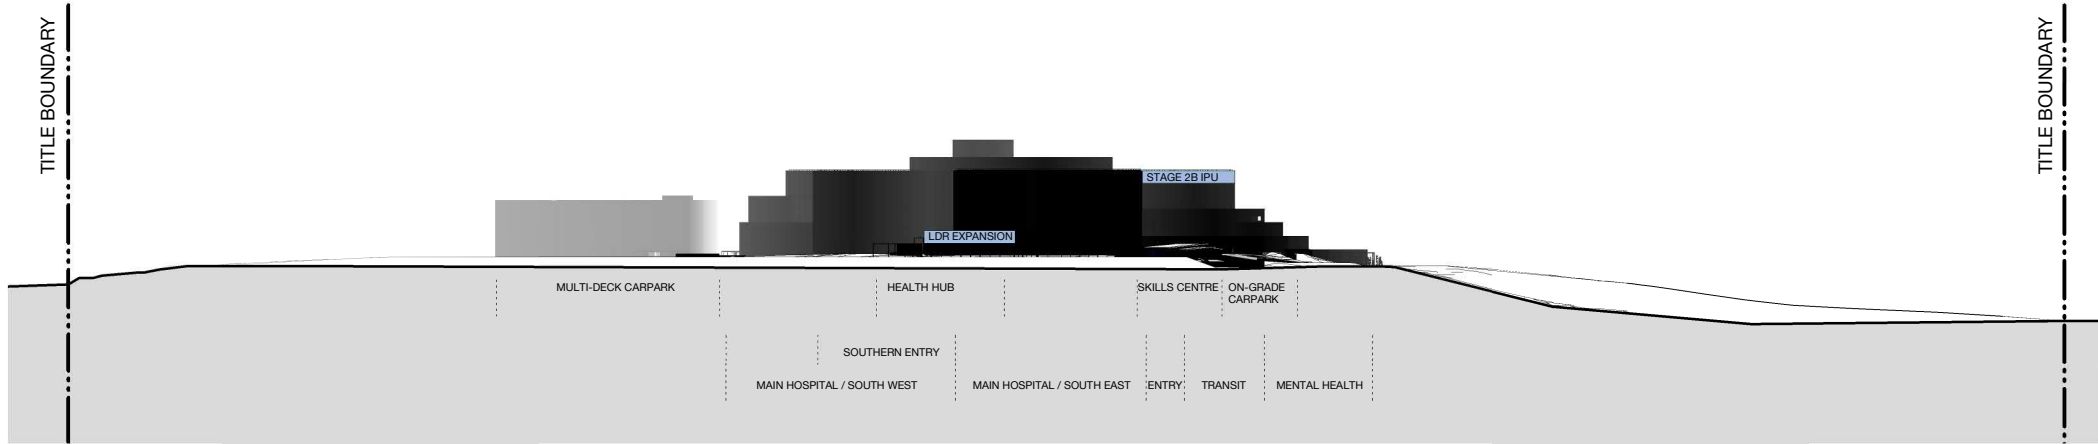 TITLE BOUNDARY
TITLE BOUNDARY
STAGE 2B IPU
LDR EXPANSION
MULTI-DECK CARPARK
HEALTH HUB
SKILLS CENTRE
ON-GRADE
CARPARK
SOUTHERN ENTRY
MAIN HOSPITAL / SOUTH WEST
MAIN HOSPITAL / SOUTH EAST
ENTRY
TRANSIT
MENTAL HEALTH